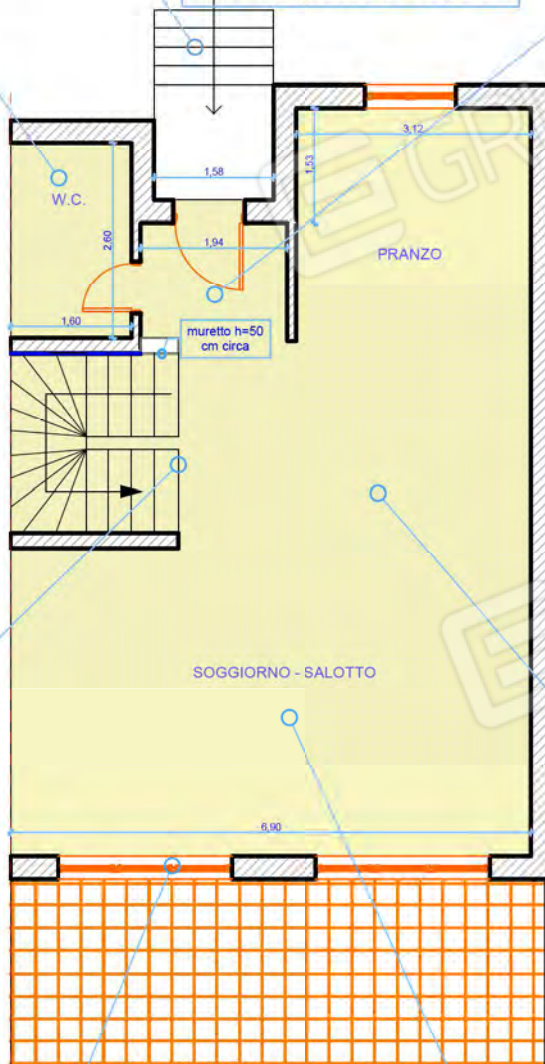 3,12
1,53
1,58
W.C.
2,60
1,94
PRANZO
1,60
muretto h=50
cm circa
SOGGIORNO - SALOTTO
6,90